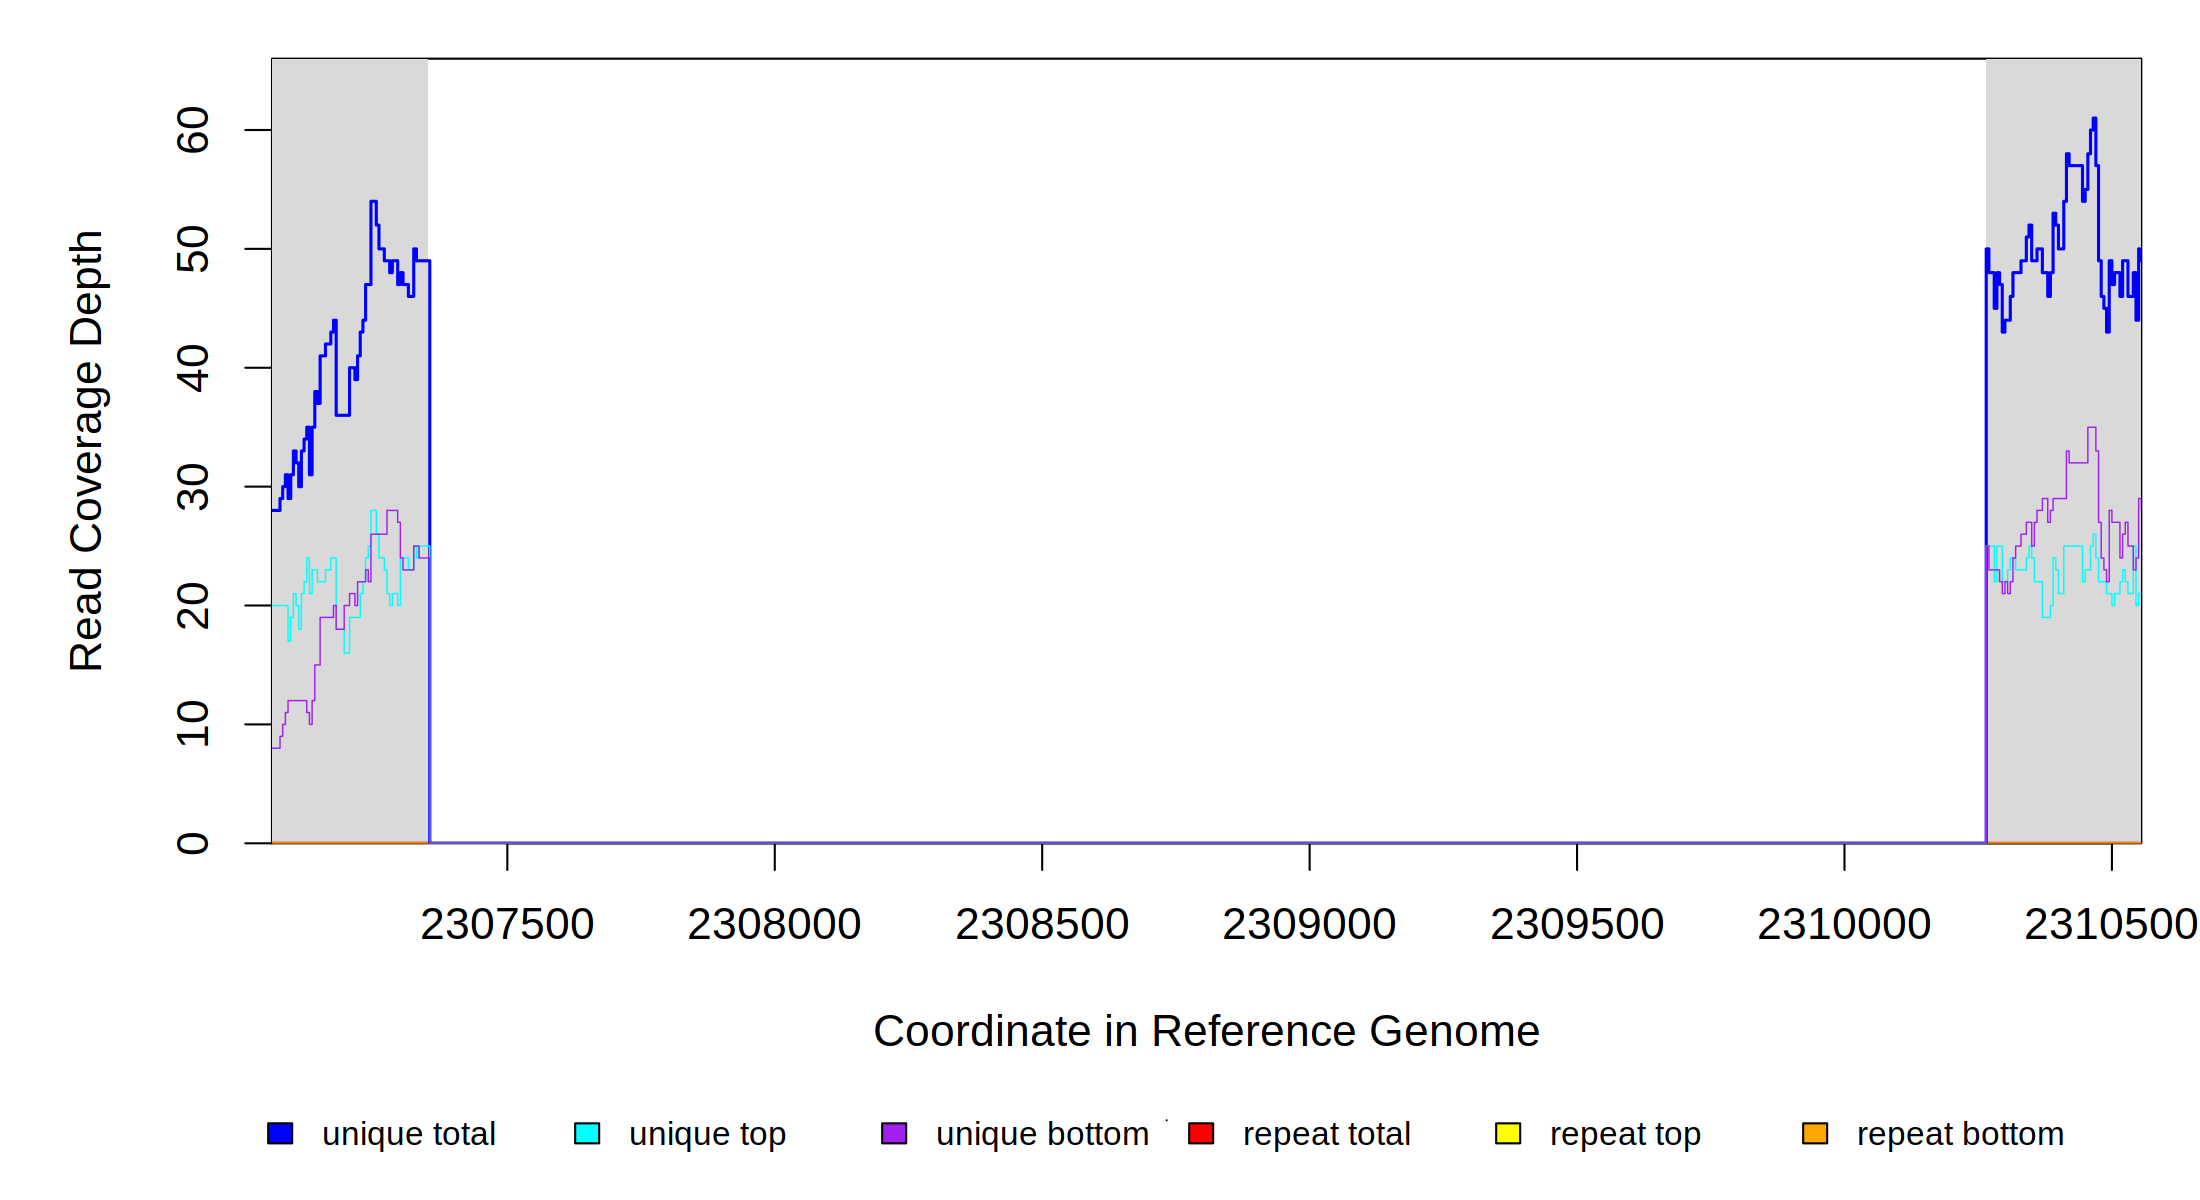 60
50
40
30
20
10
0
Read Coverage Depth
2307500 2308000 2308500 2309000 2309500 2310000 2310500
Coordinate in Reference Genome
unique total unique top unique bottom repeat total repeat top repeat bottom